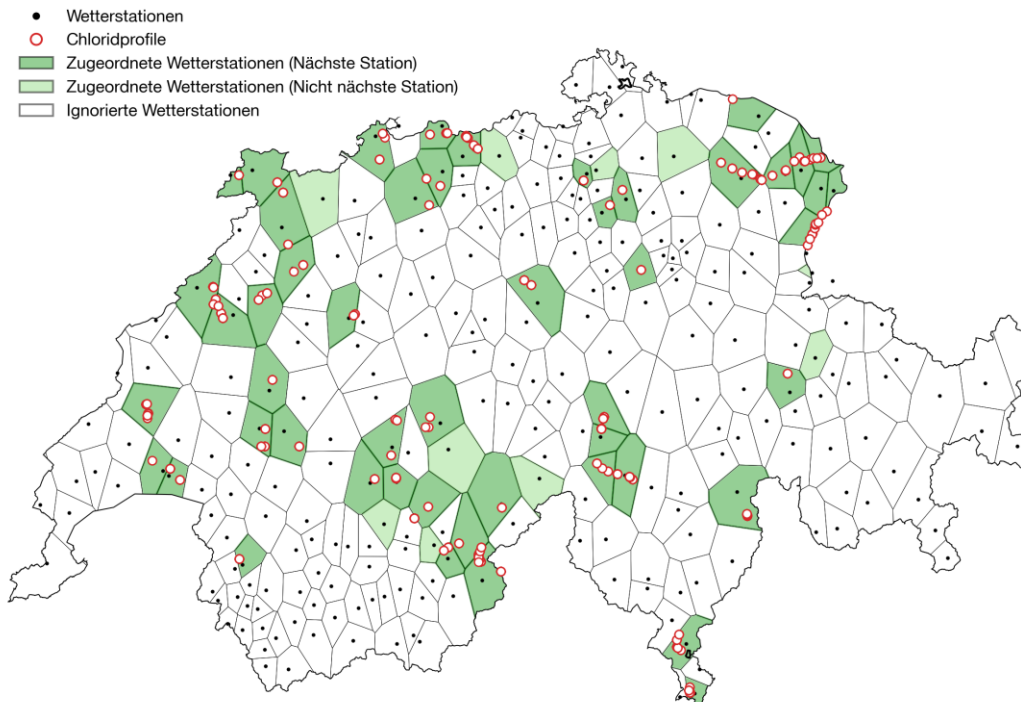 Wetterstationen
Chloridprofile
Zugeordnete Wetterstationen (Nächste Station)
Zugeordnete Wetterstationen (Nicht nächste Station)
Ignorierte Wetterstationen